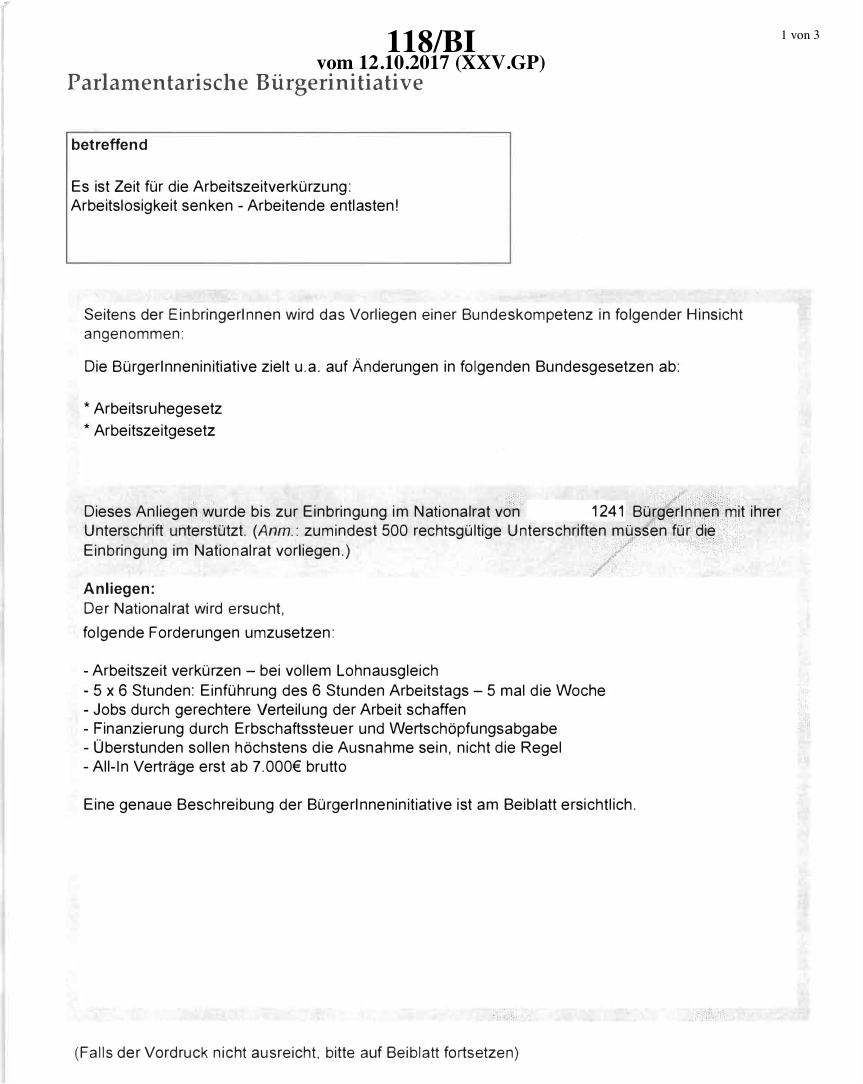 118/BI
1 von 3
vom 12.10.2017 (XXV.GP)
Parlamentarische Bürgerinitiative
betreffend
Es ist Zeit für die Arbeitszeitverkürzung:
Arbeitslosigkeit senken - Arbeitende entlasten!
Seitens der EinbringerInnen wird das Vorliegen einer Bundeskompetenz in folgender Hinsicht
angenommen:
Die BürgerInneninitiative zielt u.a. auf Änderungen in folgenden Bundesgesetzen ab:
* Arbeitsruhegesetz
* Arbeitszeitgesetz
Dieses Anliegen wurde bis zur Einbringung im Nationalrat von 1241 BürgerInnen mit ihrer
Unterschrift unterstützt. (Anm.: zumindest 500 rechtsgültige Unterschriften müssen für die
Einbringung im Nationalrat vorliegen.)
Anliegen:
Der Nationalrat wird ersucht,
folgende Forderungen umzusetzen:
- Arbeitszeit verkürzen – bei vollem Lohnausgleich
- 5 x 6 Stunden: Einführung des 6 Stunden Arbeitstags – 5 mal die Woche
- Jobs durch gerechtere Verteilung der Arbeit schaffen
- Finanzierung durch Erbschaftssteuer und Wertschöpfungsabgabe
- Überstunden sollen höchstens die Ausnahme sein, nicht die Regel
- All-In Verträge erst ab 7.000€ brutto
Eine genaue Beschreibung der BürgerInneninitiative ist am Beiblatt ersichtlich.
(Falls der Vordruck nicht ausreicht, bitte auf Beiblatt fortsetzen)